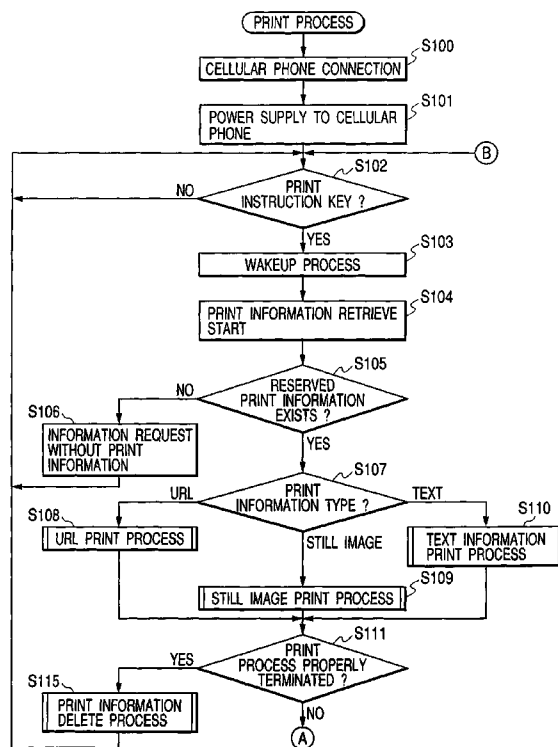 PRINT PROCESS
S100
CELLULAR PHONE CONNECTION
S101
POWER SUPPLY TO CELLULAR
PHONE
B
S102
PRINT
INSTRUCTION KEY ?
NO
YES
S103
WAKEUP PROCESS
S104
PRINT INFORMATION RETRIEVE
START
S105
RESERVED
PRINT INFORMATION
EXISTS ?
NO
YES
S106
INFORMATION REQUEST
WITHOUT PRINT
INFORMATION
S107
PRINT
INFORMATION TYPE ?
URL
TEXT
STILL IMAGE
S108
URL PRINT PROCESS
S110
TEXT INFORMATION
PRINT PROCESS
S109
STILL IMAGE PRINT PROCESS
S111
PRINT
PROCESS PROPERLY
TERMINATED ?
YES
NO
S115
PRINT INFORMATION
DELETE PROCESS
A